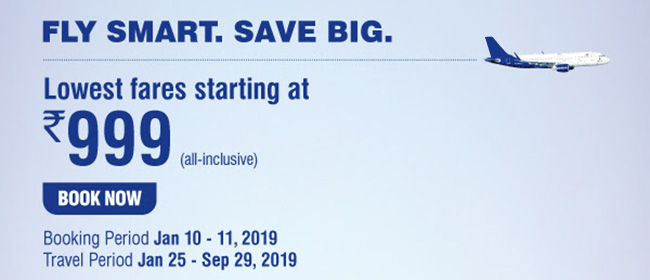 FLY SMART. SAVE BIG.
Lowest fares starting at
₹999 (all-inclusive)
BOOK NOW
Booking Period Jan 10 - 11, 2019
Travel Period Jan 25 - Sep 29, 2019